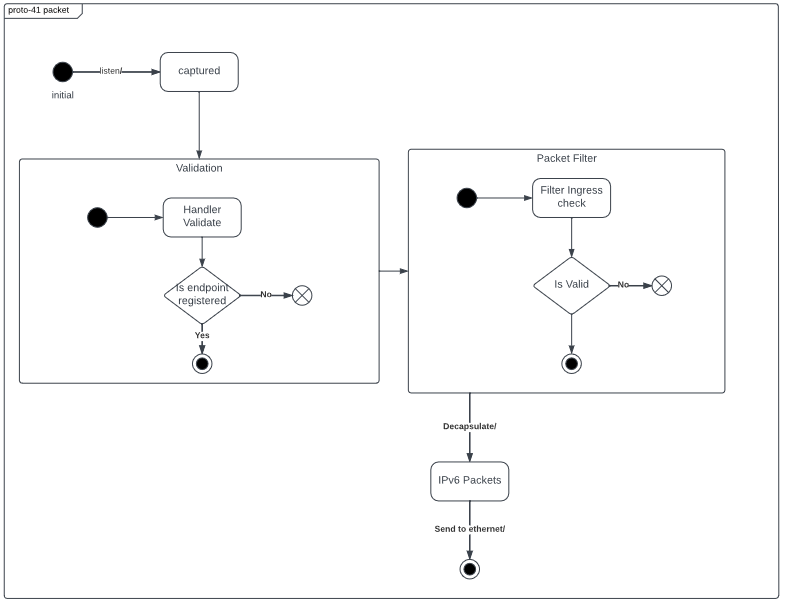 proto-41 packet
listen/
captured
initial
Validation
Handler
Validate
Is endpoint
registered
No
Yes
Packet Filter
Filter Ingress
check
Is Valid
No
Decapsulate/
IPv6 Packets
Send to ethernet/